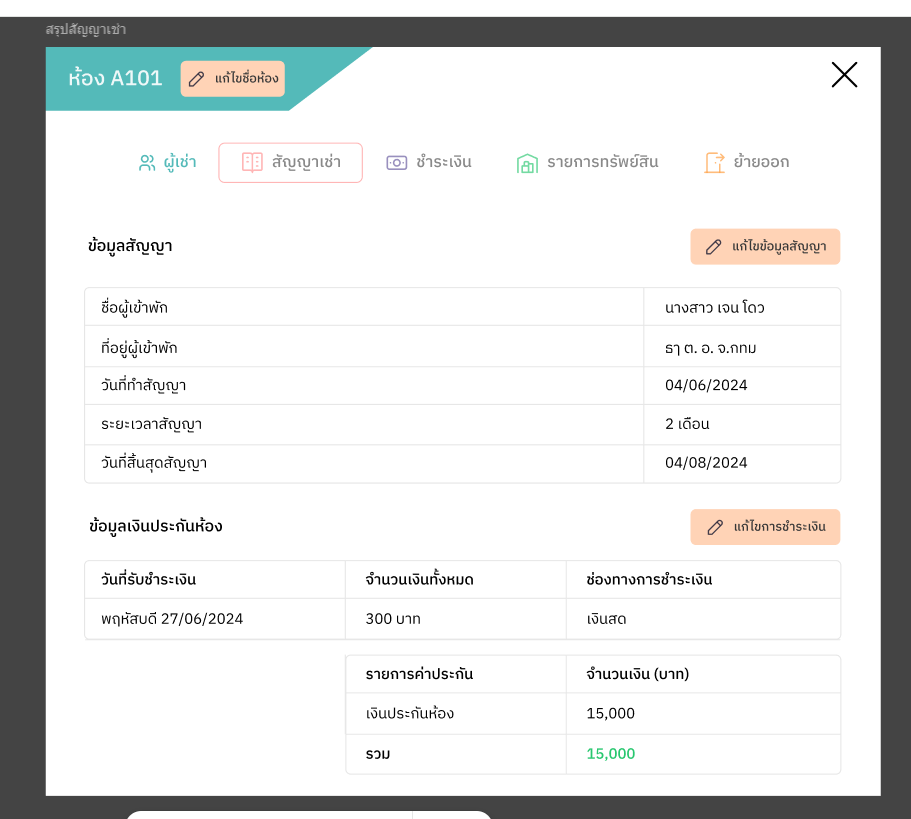 สรุปสัญญาเช่า
ห้อง A101 แก้ไขชื่อห้อง
ผู้เช่า สัญญาเช่า ชำระเงิน รายการทรัพย์สิน ย้ายออก
ข้อมูลสัญญา แก้ไขข้อมูลสัญญา
ชื่อผู้เข้าพัก นางสาว เจน โดว
ที่อยู่ผู้เข้าพัก ธๅ ต. อ. จ.กทม
วันที่ทำสัญญา 04/06/2024
ระยะเวลาสัญญา 2 เดือน
วันที่สิ้นสุดสัญญา 04/08/2024
ข้อมูลเงินประกันห้อง แก้ไขการชำระเงิน
วันที่รับชำระเงิน จำนวนเงินทั้งหมด ช่องทางการชำระเงิน
พฤหัสบดี 27/06/2024 300 บาท เงินสด
รายการค่าประกัน จำนวนเงิน (บาท)
เงินประกันห้อง 15,000
รวม 15,000